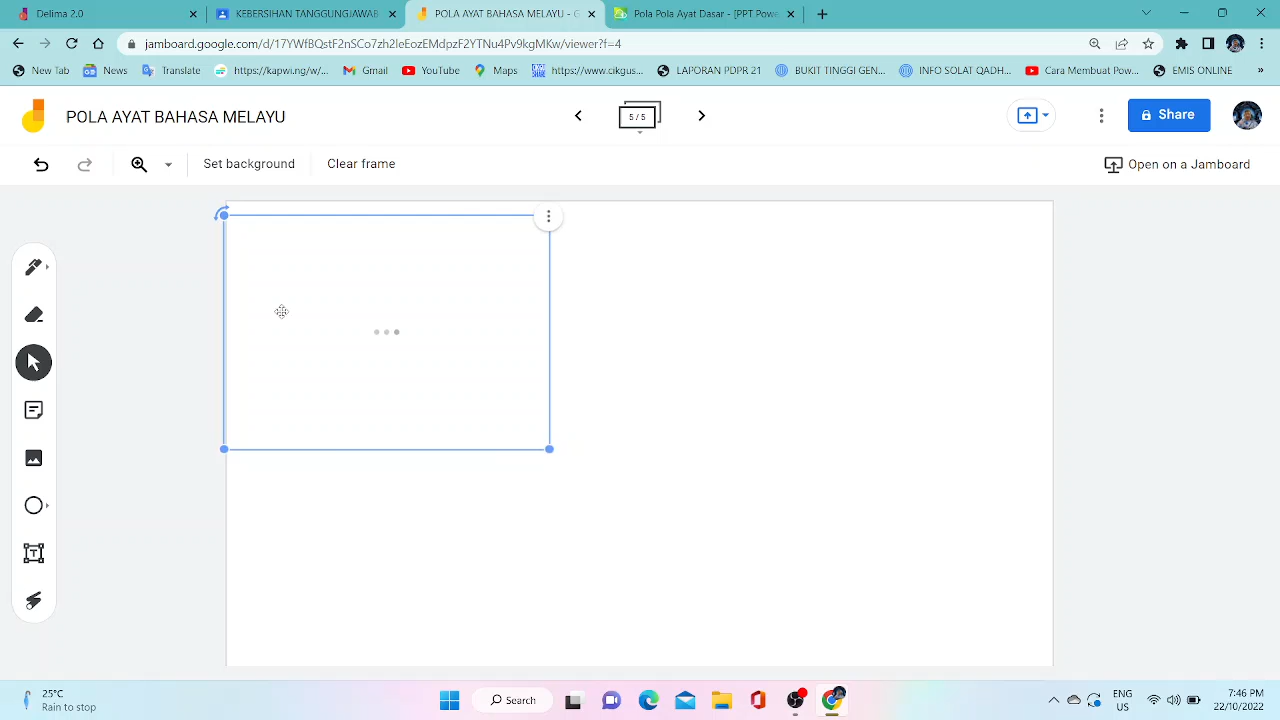 Delima 2.0
KEBERSIHAN TANGGUNGJAWAB
POLA AYAT BAHASA MELAYU - G
Pola Pola Ayat Dasar - [PPT Powe
jamboard.google.com/d/17YWfBQstF2nSCo7zh2leEozEMdpzF2YTNu4Pv9kgMKw/viewer?f=4
New Tab
News
Translate
https://kapwi.ng/w/...
Gmail
YouTube
Maps
https://www.cikgus...
LAPORAN PDPR 21
BUKIT TINGGI GEN...
INFO SOLAT QADH...
Cara Membuat Pow...
EMIS ONLINE
POLA AYAT BAHASA MELAYU
5 / 5
Share
Set background
Clear frame
Open on a Jamboard
25°C
Rain to stop
Search
ENG
US
7:46 PM
22/10/2022